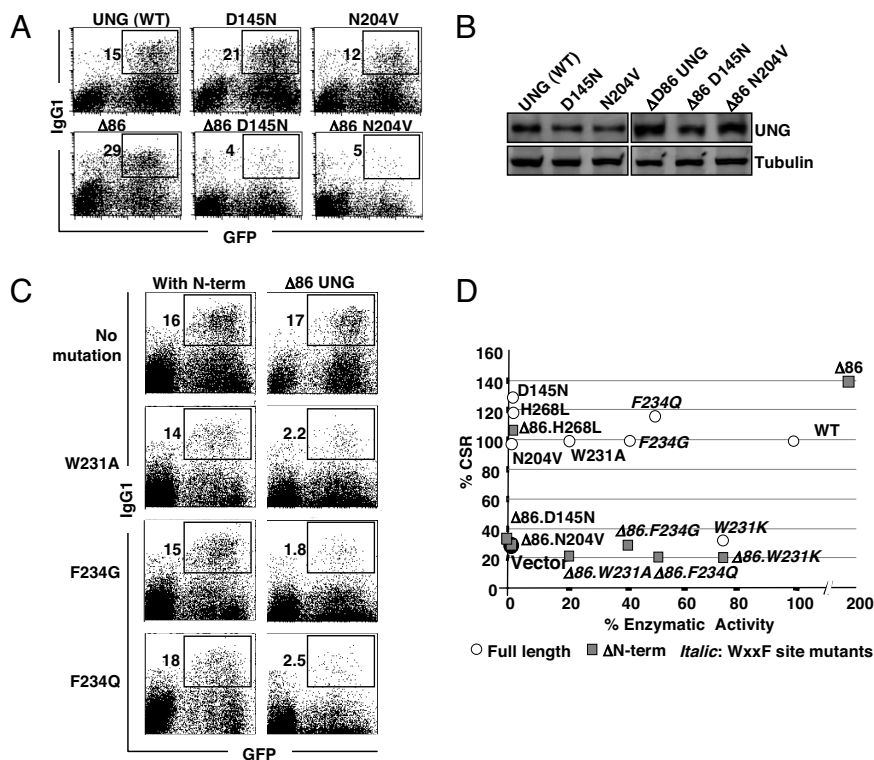 A
UNG (WT) D145N N204V
15 21 12
Δ86 Δ86 D145N Δ86 N204V
29 4 5
IgG1
GFP
B
UNG (WT) D145N N204V ΔD86 UNG Δ86 D145N Δ86 N204V
UNG
Tubulin
C
With N-term Δ86 UNG
No mutation
16 17
W231A
14 2.2
IgG1
F234G
15 1.8
F234Q
18 2.5
GFP
D
160
140
120
100
80
60
40
20
0
% CSR
Δ86
D145N
H268L
F234Q
Δ86.H268L
WT
N204V
W231A
F234G
Δ86.D145N
Δ86.N204V
Δ86.F234G
W231K
Vector
Δ86.W231A
Δ86.F234Q
Δ86.W231K
0 20 40 60 80 100 200
% Enzymatic Activity
Full length ΔN-term Italic: WxxF site mutants